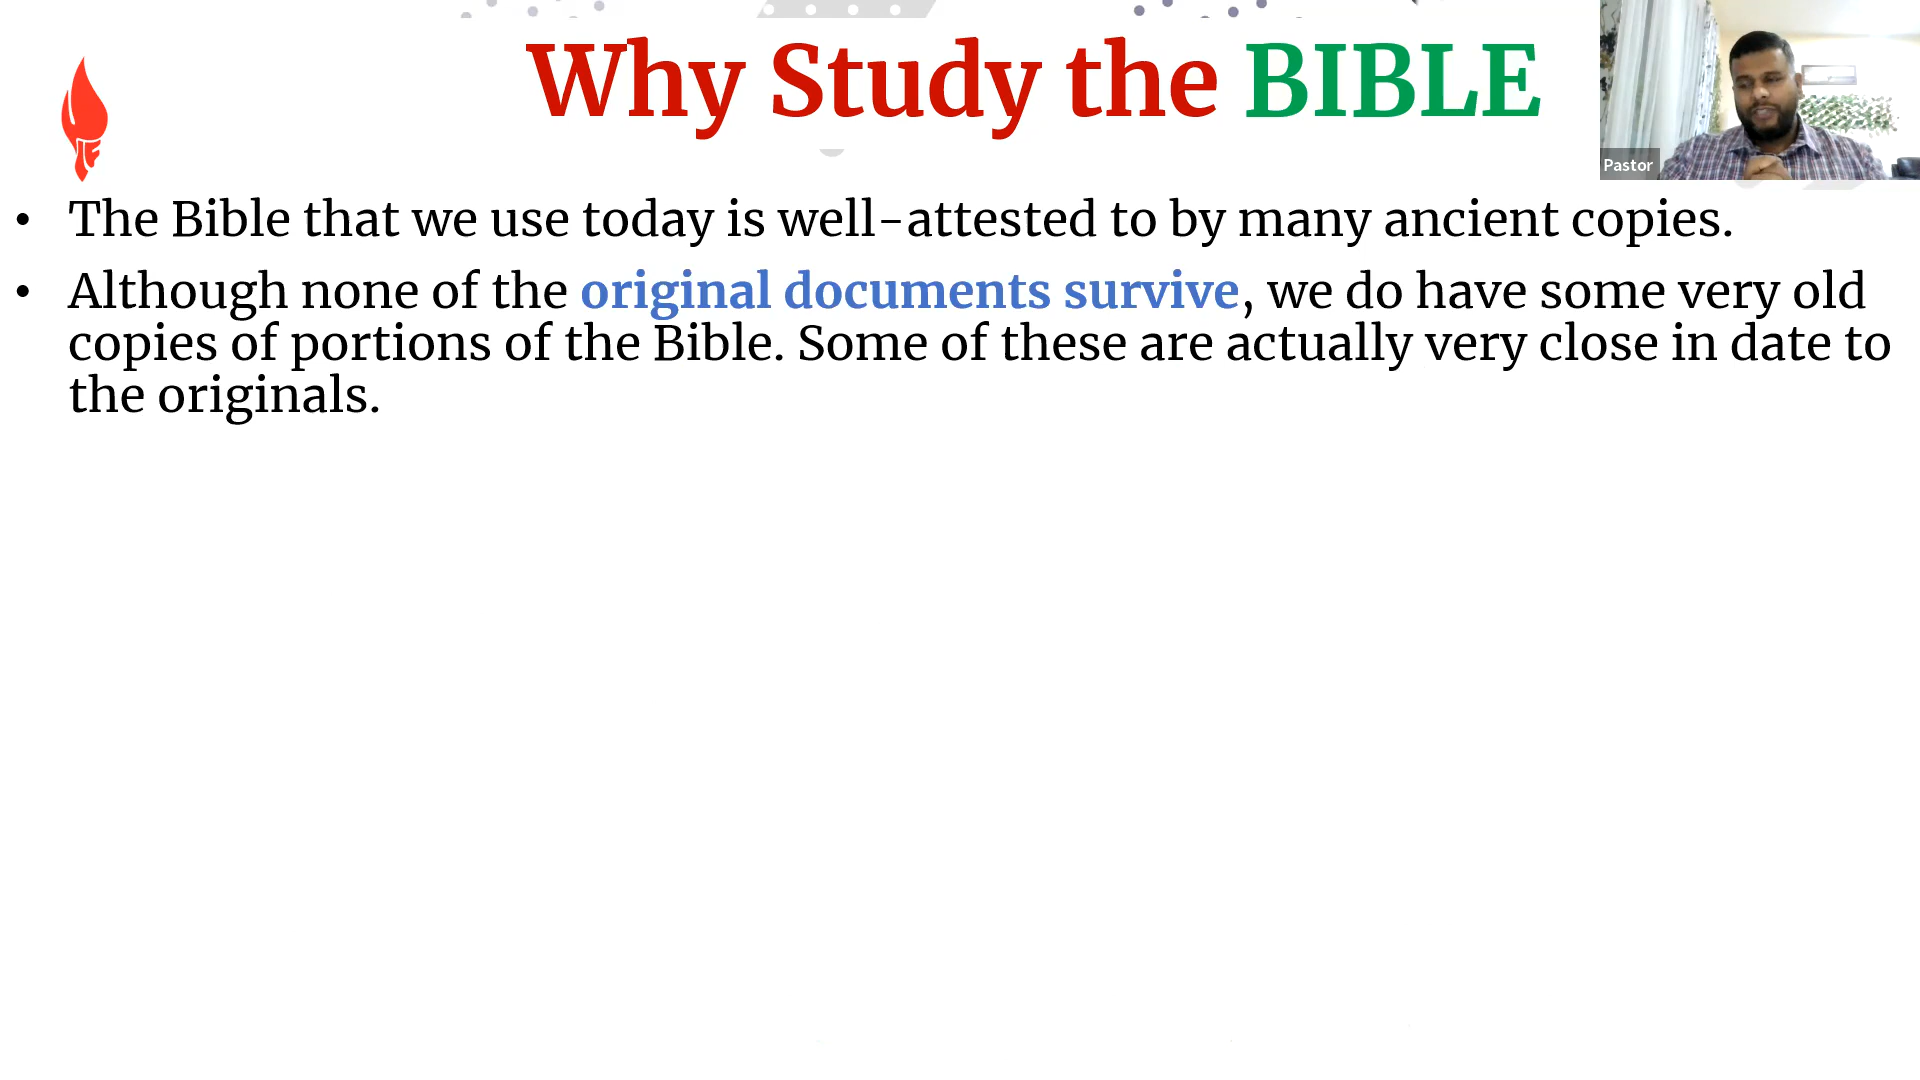 Why Study the BIBLE
Pastor
• The Bible that we use today is well-attested to by many ancient copies.
• Although none of the original documents survive, we do have some very old
copies of portions of the Bible. Some of these are actually very close in date to
the originals.